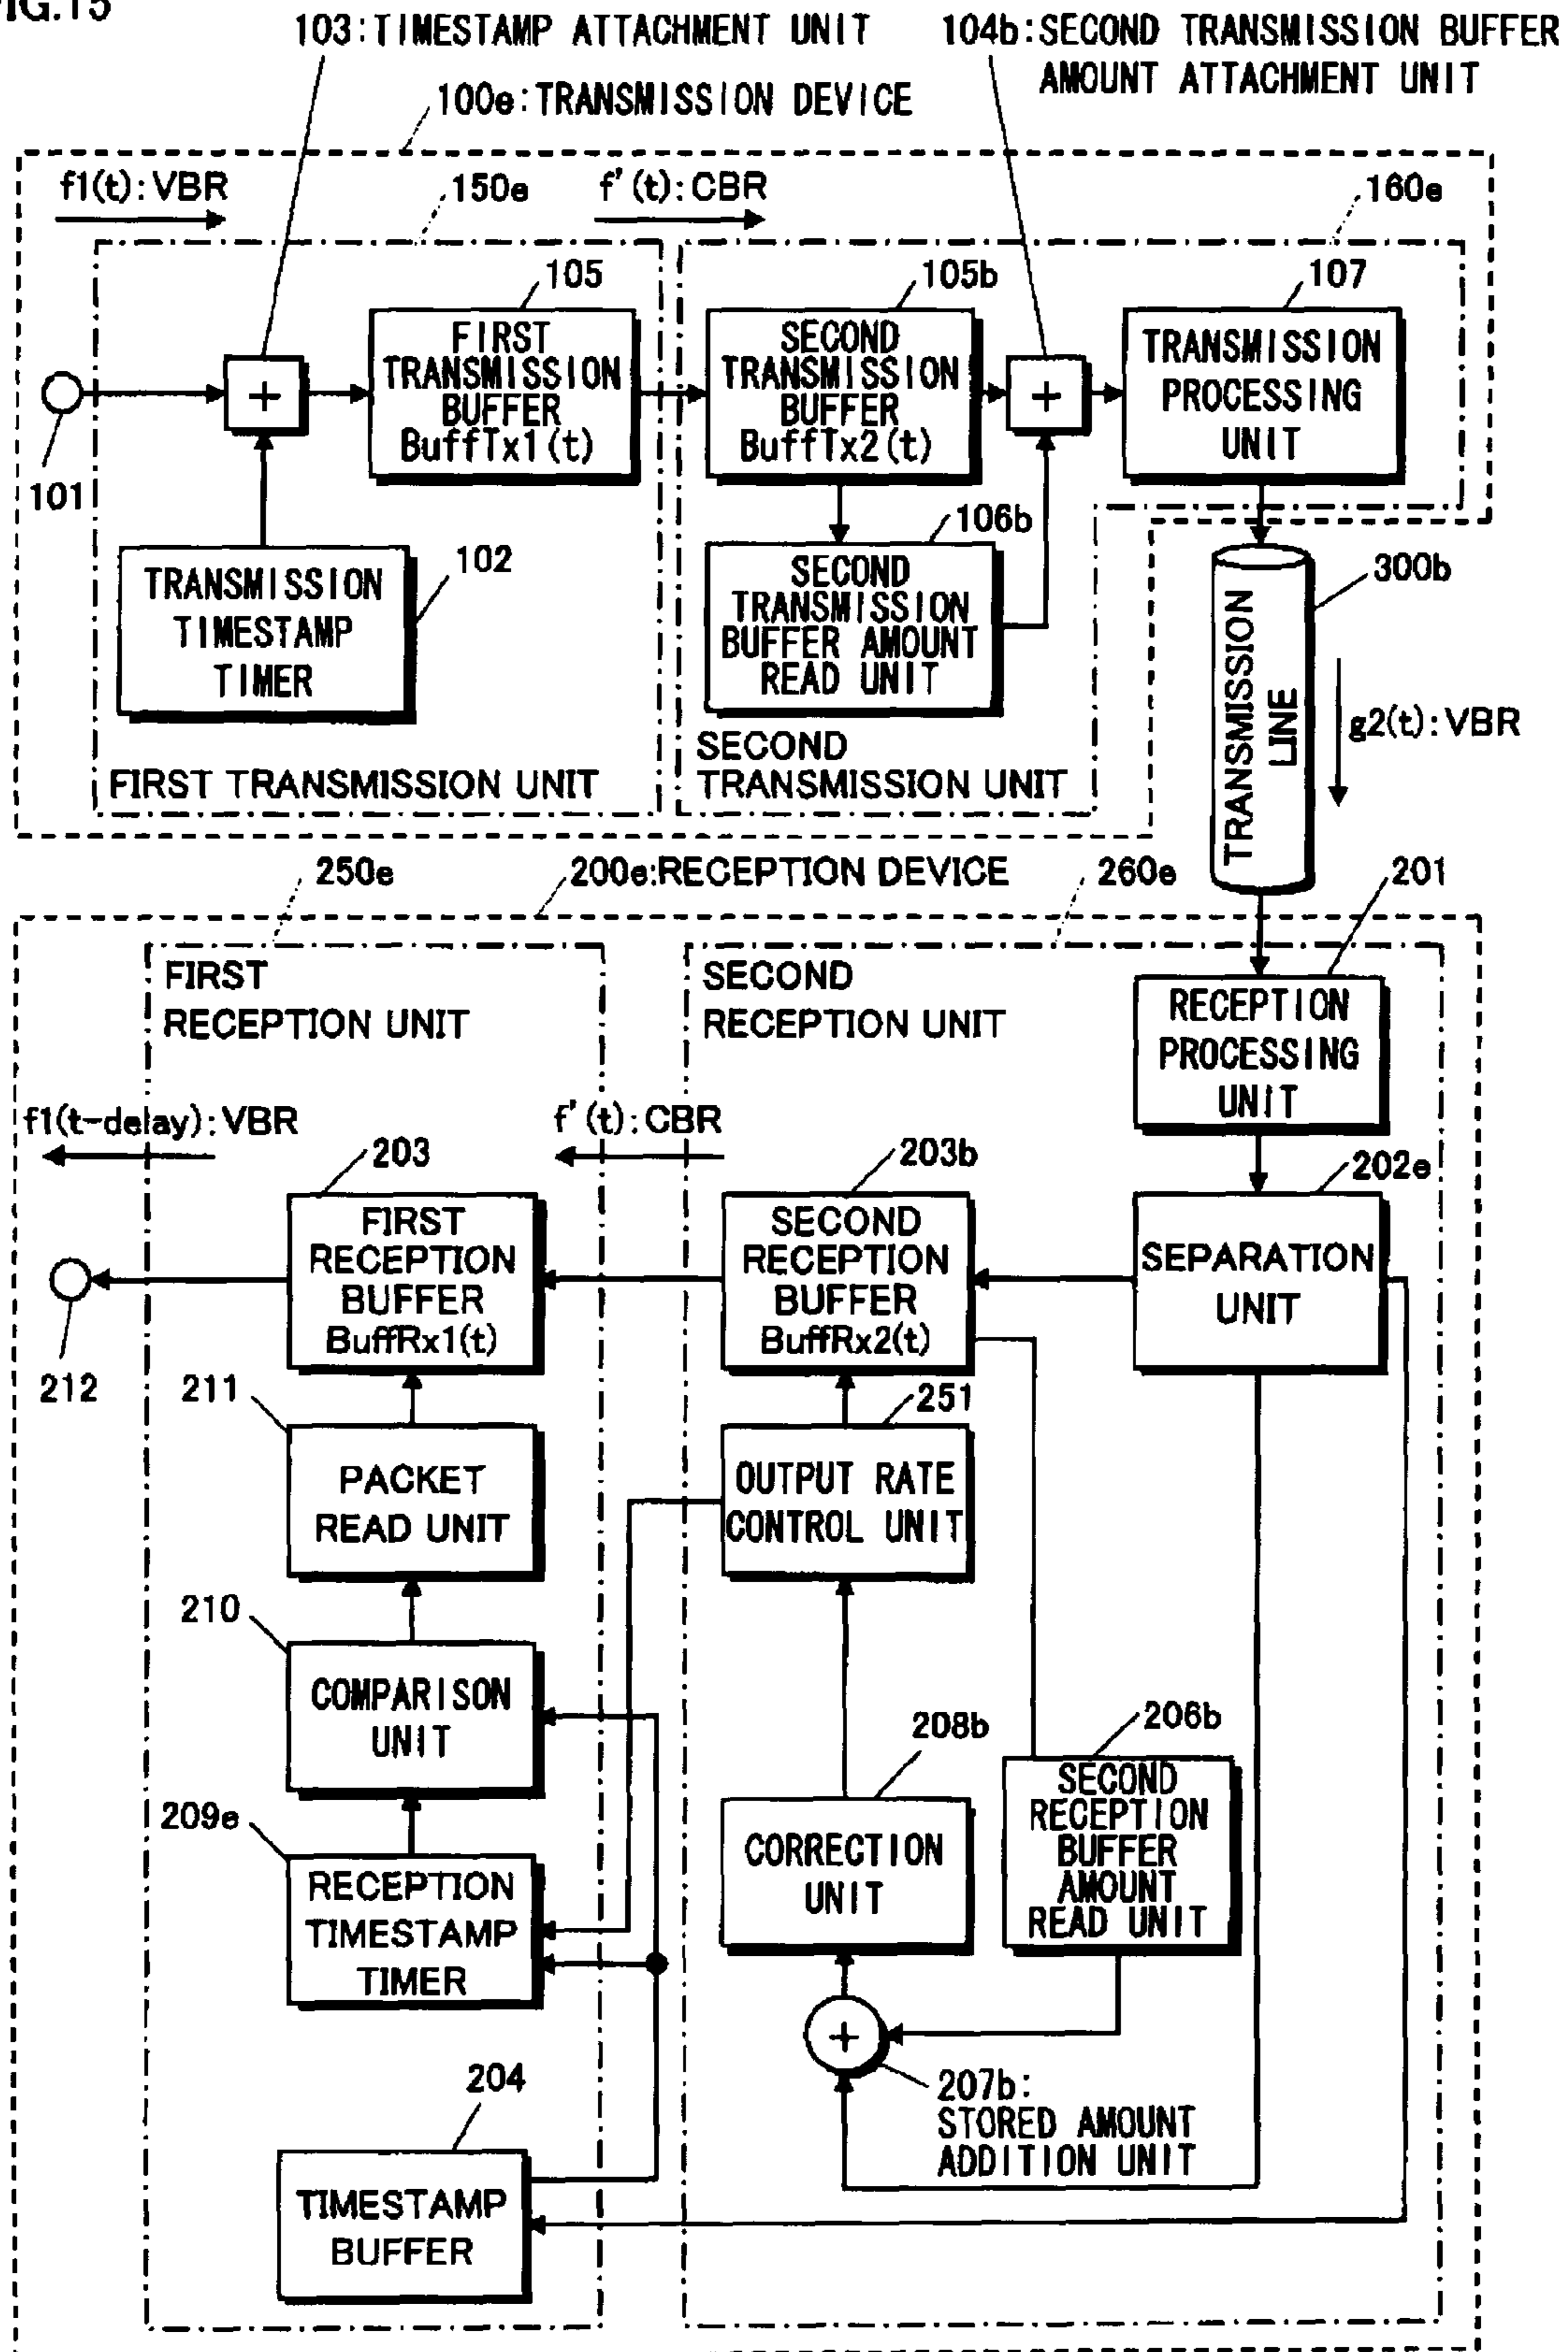 FIG.15
103:TIMESTAMP ATTACHMENT UNIT
104b:SECOND TRANSMISSION BUFFER
AMOUNT ATTACHMENT UNIT
100e:TRANSMISSION DEVICE
f1(t):VBR
150e
f'(t):CBR
160e
105
105b
107
FIRST
TRANSMISSION
BUFFER
BuffTx1(t)
SECOND
TRANSMISSION
BUFFER
BuffTx2(t)
TRANSMISSION
PROCESSING
UNIT
+
+
101
102
TRANSMISSION
TIMESTAMP
TIMER
106b
SECOND
TRANSMISSION
BUFFER AMOUNT
READ UNIT
300b
TRANSMISSION
LINE
g2(t):VBR
FIRST TRANSMISSION UNIT
SECOND
TRANSMISSION UNIT
250e
200e:RECEPTION DEVICE
260e
201
FIRST
RECEPTION UNIT
SECOND
RECEPTION UNIT
RECEPTION
PROCESSING
UNIT
f1(t-delay):VBR
f'(t):CBR
203
203b
202e
FIRST
RECEPTION
BUFFER
BuffRx1(t)
SECOND
RECEPTION
BUFFER
BuffRx2(t)
SEPARATION
UNIT
212
211
251
PACKET
READ UNIT
OUTPUT RATE
CONTROL UNIT
210
COMPARISON
UNIT
208b
206b
CORRECTION
UNIT
SECOND
RECEPTION
BUFFER
AMOUNT
READ UNIT
209e
RECEPTION
TIMESTAMP
TIMER
+
207b:
STORED AMOUNT
ADDITION UNIT
204
TIMESTAMP
BUFFER